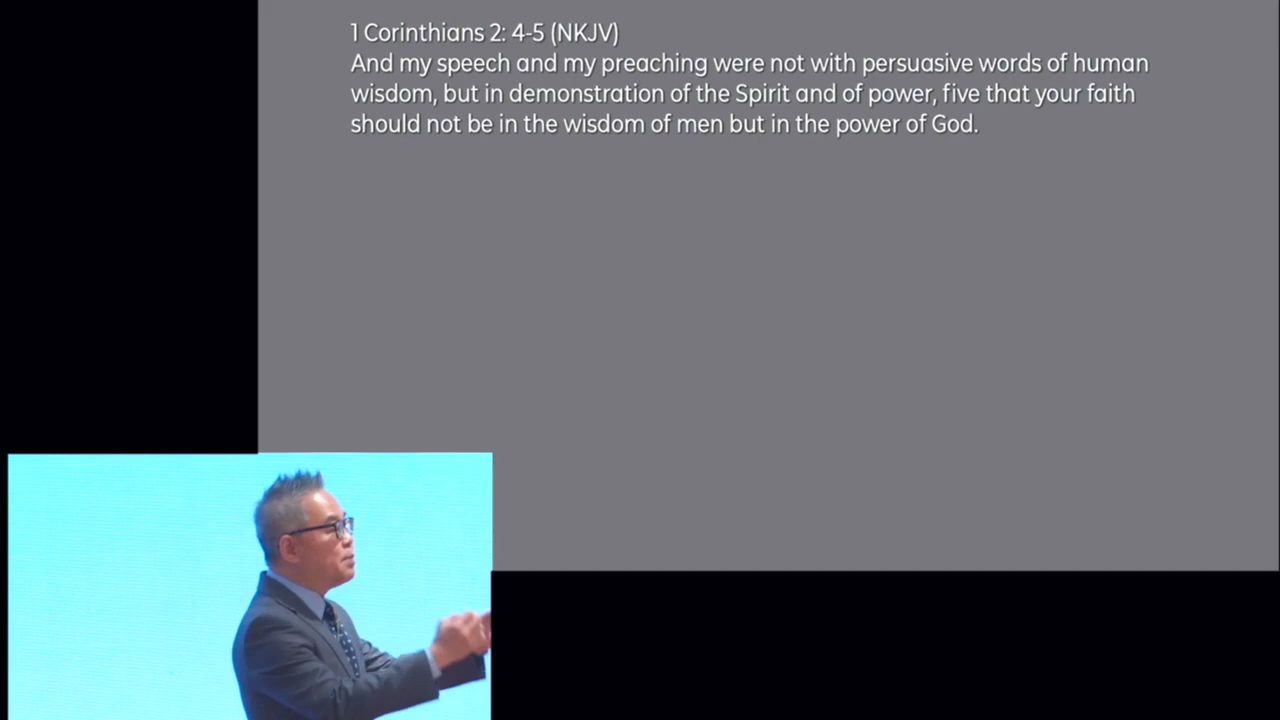 1 Corinthians 2: 4-5 (NKJV)
And my speech and my preaching were not with persuasive words of human
wisdom, but in demonstration of the Spirit and of power, five that your faith
should not be in the wisdom of men but in the power of God.